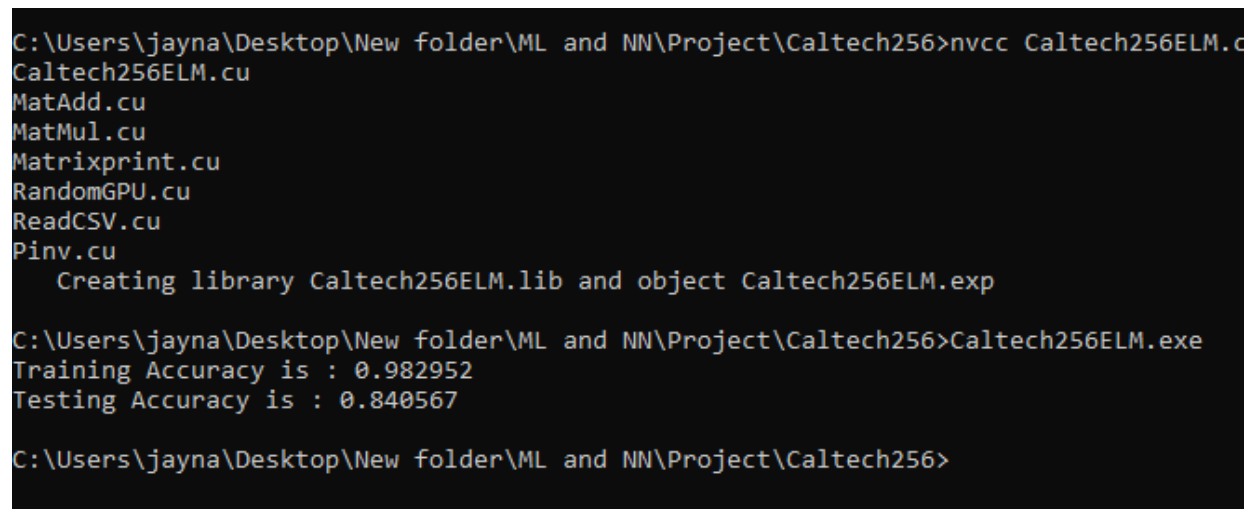 C:\Users\jayna\Desktop\New folder\ML and NN\Project\Caltech256>nvcc Caltech256ELM.c
Caltech256ELM.cu
MatAdd.cu
MatMul.cu
Matrixprint.cu
RandomGPU.cu
ReadCSV.cu
Pinv.cu
Creating library Caltech256ELM.lib and object Caltech256ELM.exp
C:\Users\jayna\Desktop\New folder\ML and NN\Project\Caltech256>Caltech256ELM.exe
Training Accuracy is : 0.982952
Testing Accuracy is : 0.840567
C:\Users\jayna\Desktop\New folder\ML and NN\Project\Caltech256>